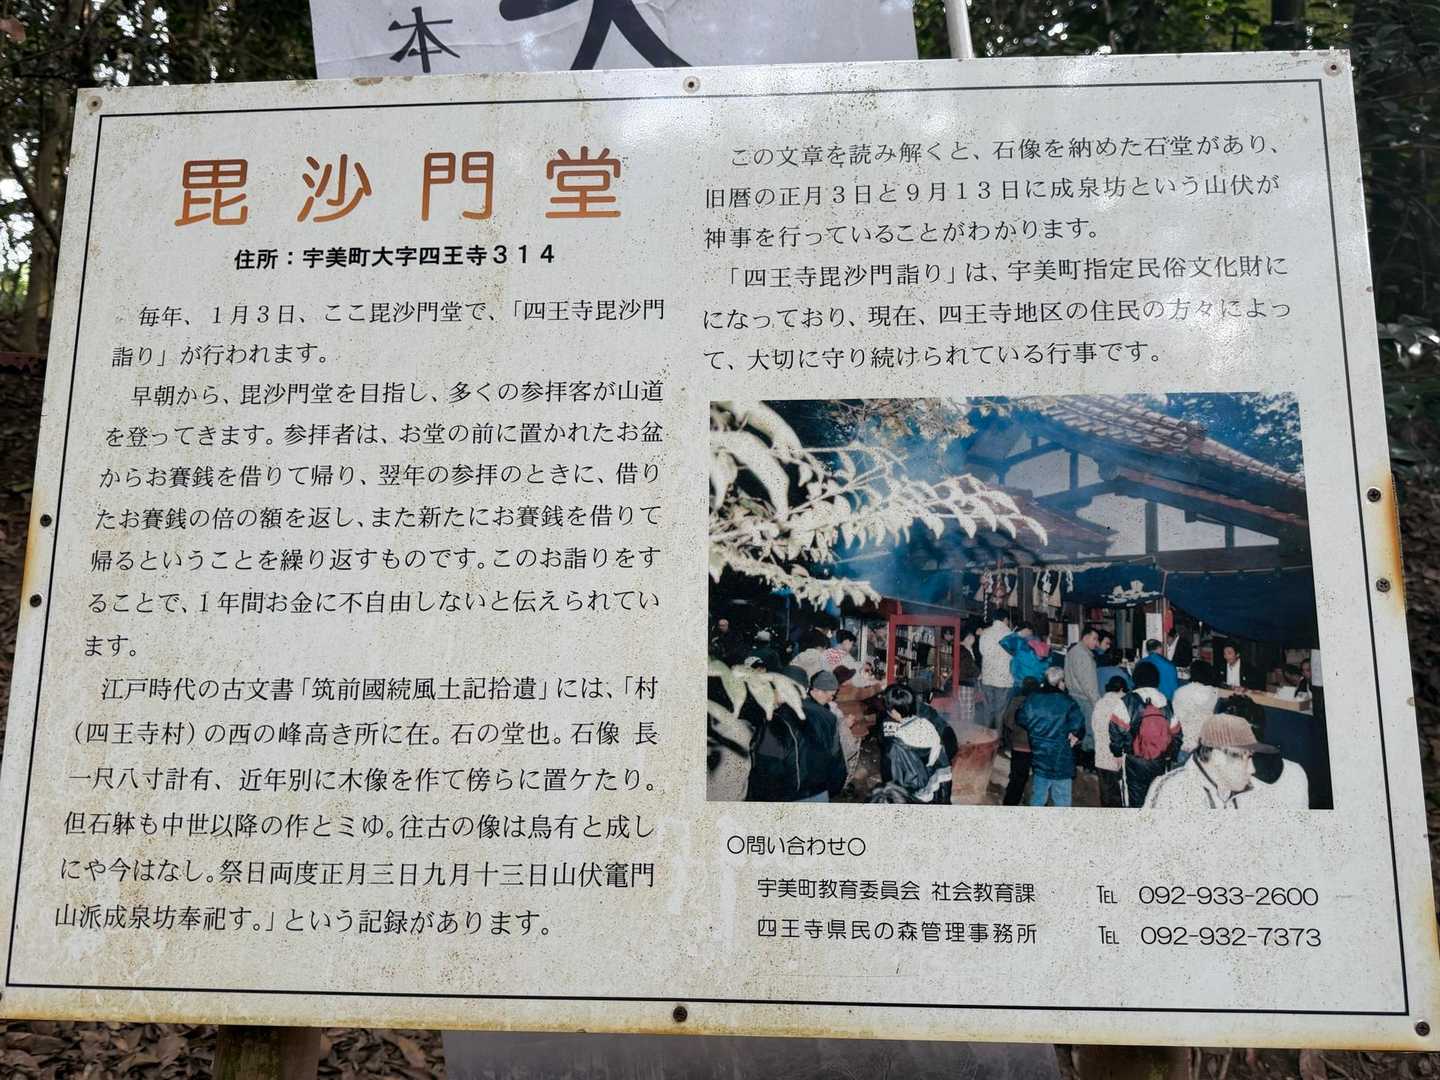 本
毘沙門堂
住所：宇美町大字四王寺３１４
毎年、１月３日、ここ毘沙門堂で、「四王寺毘沙門
詣り」が行われます。
早朝から、毘沙門堂を目指し、多くの参拝客が山道
を登ってきます。参拝者は、お堂の前に置かれたお盆
からお賽銭を借りて帰り、翌年の参拝のときに、借り
たお賽銭の倍の額を返し、また新たにお賽銭を借りて
帰るということを繰り返すものです。このお詣りをす
ることで、１年間お金に不自由しないと伝えられてい
ます。
江戸時代の古文書「筑前國続風土記拾遺」には、「村
（四王寺村）の西の峰高き所に在。石の堂也。石像 長
一尺八寸計有、近年別に木像を作て傍らに置ケたり。
但石躰も中世以降の作とミゆ。往古の像は烏有と成し
にや今はなし。祭日両度正月三日九月十三日山伏竃門
山派成泉坊奉祀す。」という記録があります。
この文章を読み解くと、石像を納めた石堂があり、
旧暦の正月３日と９月１３日に成泉坊という山伏が
神事を行っていることがわかります。
「四王寺毘沙門詣り」は、宇美町指定民俗文化財に
になっており、現在、四王寺地区の住民の方々によっ
て、大切に守り続けられている行事です。
〇問い合わせ〇
宇美町教育委員会 社会教育課 ℡ 092-933-2600
四王寺県民の森管理事務所 ℡ 092-932-7373